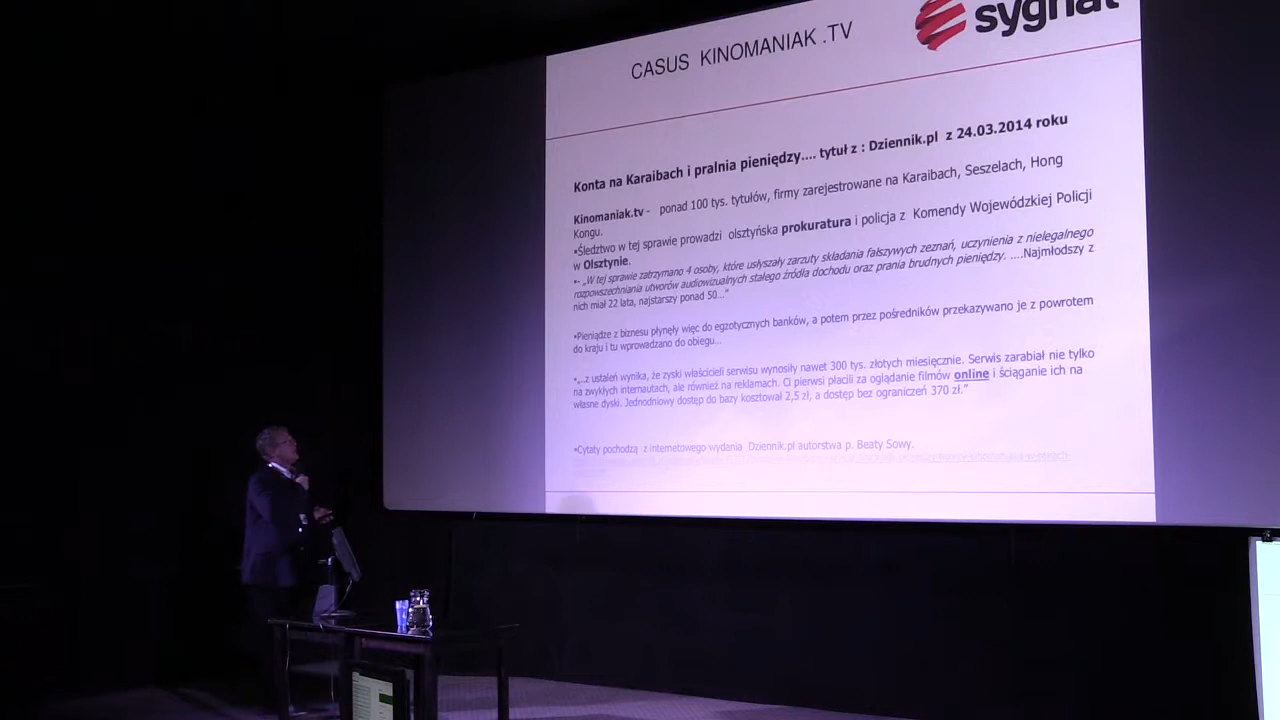 CASUS KINOMANIAK .TV
sygnał
Konta na Karaibach i pralnia pieniędzy.... tytuł z : Dziennik.pl z 24.03.2014 roku
Kinomaniak.tv - ponad 100 tys. tytułów, firmy zarejestrowane na Karaibach, Seszelach, Hong
Kongu.
•Śledztwo w tej sprawie prowadzi olsztyńska prokuratura i policja z Komendy Wojewódzkiej Policji
w Olsztynie.
•- „W tej sprawie zatrzymano 4 osoby, które usłyszały zarzuty składania fałszywych zeznań, uczynienia z nielegalnego
rozpowszechniania utworów audiowizualnych stałego źródła dochodu oraz prania brudnych pieniędzy. ....Najmłodszy z
nich miał 22 lata, najstarszy ponad 50..."
•Pieniądze z biznesu płynęły więc do egzotycznych banków, a potem przez pośredników przekazywano je z powrotem
do kraju i tu wprowadzano do obiegu...
•„...z ustaleń wynika, że zyski właścicieli serwisu wynosiły nawet 300 tys. złotych miesięcznie. Serwis zarabiał nie tylko
na zwykłych internautach, ale również na reklamach. Ci pierwsi płacili za oglądanie filmów online i ściąganie ich na
własne dyski. Jednodniowy dostęp do bazy kosztował 2,5 zł, a dostęp bez ograniczeń 370 zł."
•Cytaty pochodzą z internetowego wydania Dziennik.pl autorstwa p. Beaty Sowy.